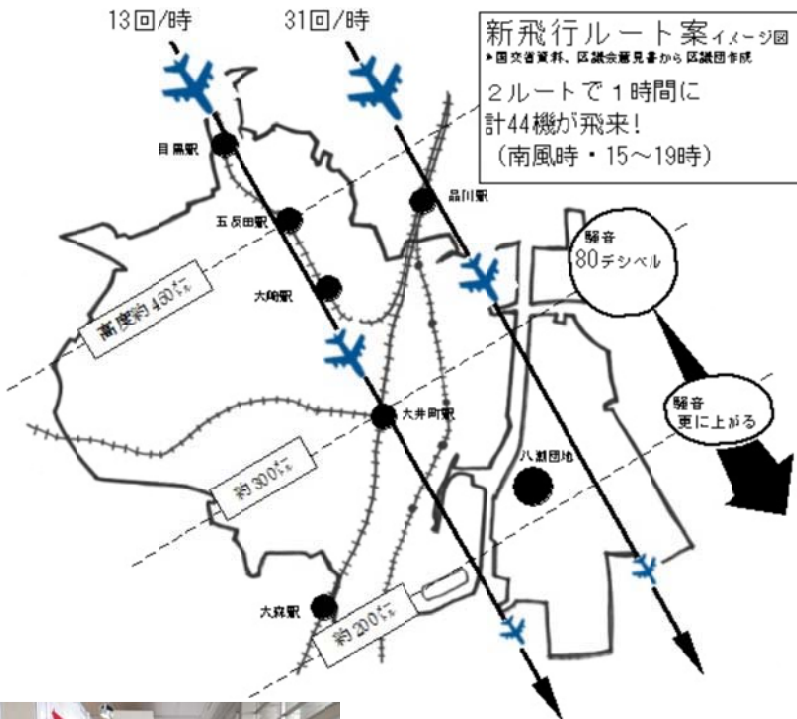 13回/時
31回/時
新飛行ルート案イメージ図
▶国交省資料、区議会意見書から区議団作成
2ルートで1時間に
計44機が飛来!
(南風時・15〜19時)
目黒駅
品川駅
五反田駅
騒音
80デシベル
大崎駅
高度約450メートル
騒音
更に上がる
大井町駅
八潮団地
約300メートル
大森駅
約200メートル